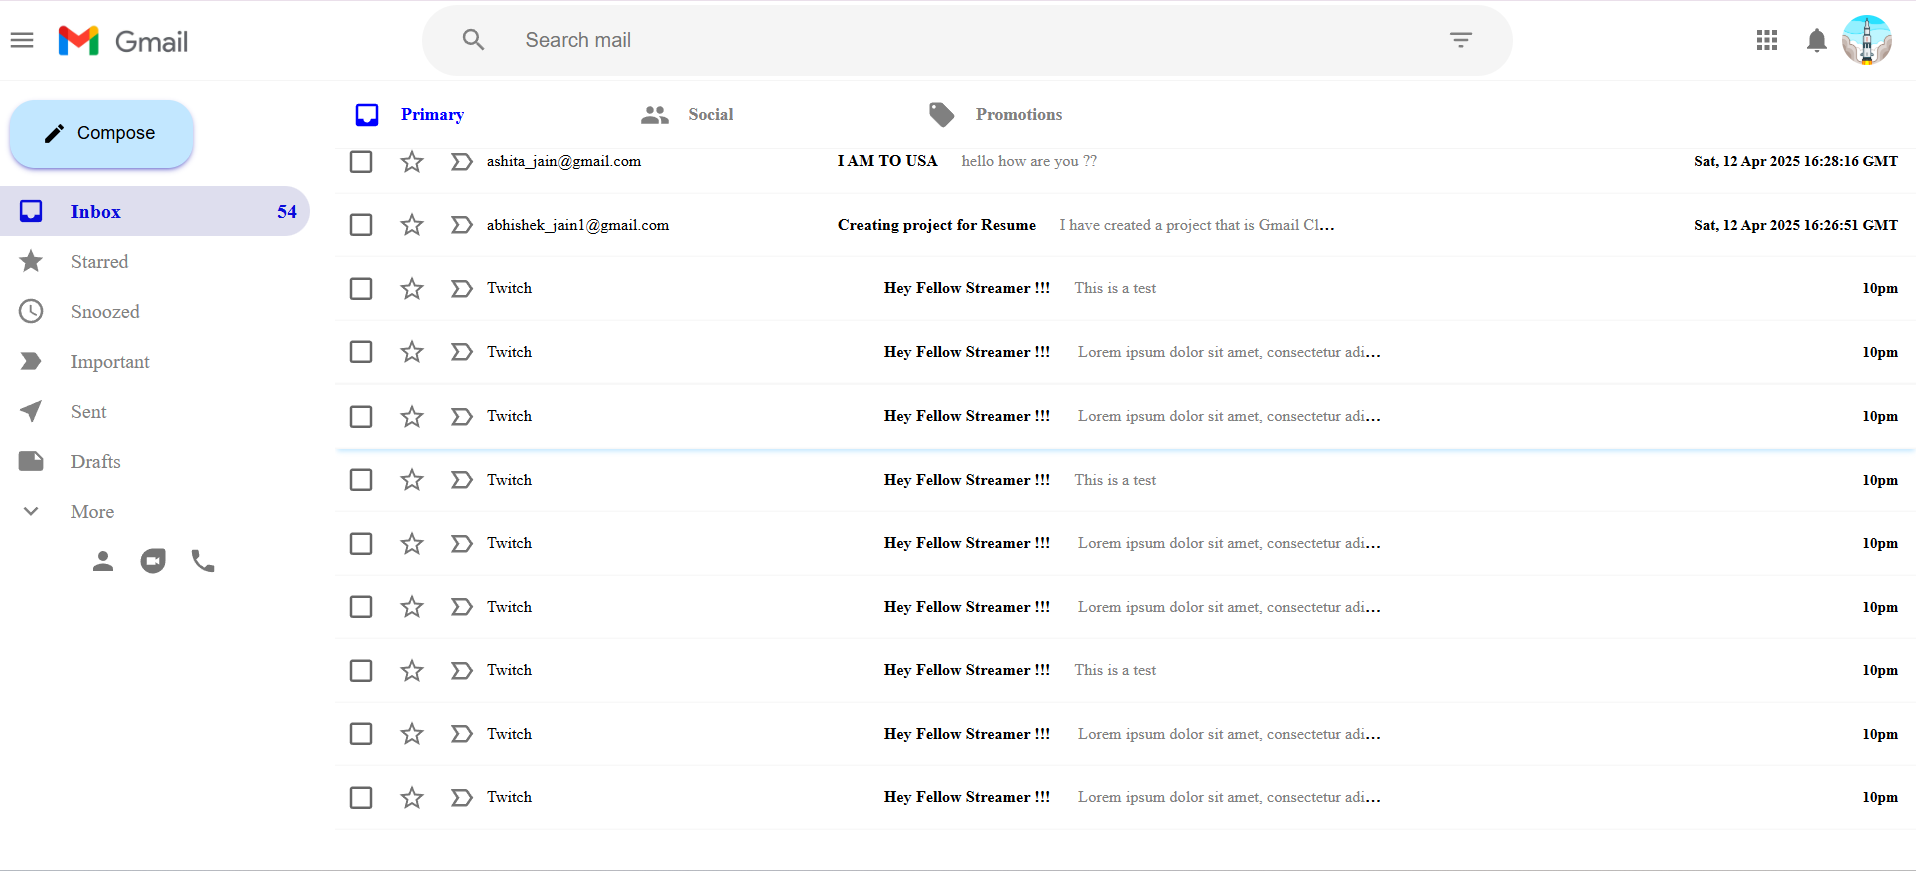 Gmail
Search mail
Compose
Primary
Social
Promotions
ashita_jain@gmail.com I AM TO USA hello how are you ?? Sat, 12 Apr 2025 16:28:16 GMT
Inbox 54
abhishek_jain1@gmail.com Creating project for Resume I have created a project that is Gmail Cl... Sat, 12 Apr 2025 16:26:51 GMT
Starred
Twitch Hey Fellow Streamer !!! This is a test 10pm
Snoozed
Twitch Hey Fellow Streamer !!! Lorem ipsum dolor sit amet, consectetur adi... 10pm
Important
Twitch Hey Fellow Streamer !!! Lorem ipsum dolor sit amet, consectetur adi... 10pm
Sent
Drafts
Twitch Hey Fellow Streamer !!! This is a test 10pm
More
Twitch Hey Fellow Streamer !!! Lorem ipsum dolor sit amet, consectetur adi... 10pm
Twitch Hey Fellow Streamer !!! Lorem ipsum dolor sit amet, consectetur adi... 10pm
Twitch Hey Fellow Streamer !!! This is a test 10pm
Twitch Hey Fellow Streamer !!! Lorem ipsum dolor sit amet, consectetur adi... 10pm
Twitch Hey Fellow Streamer !!! Lorem ipsum dolor sit amet, consectetur adi... 10pm